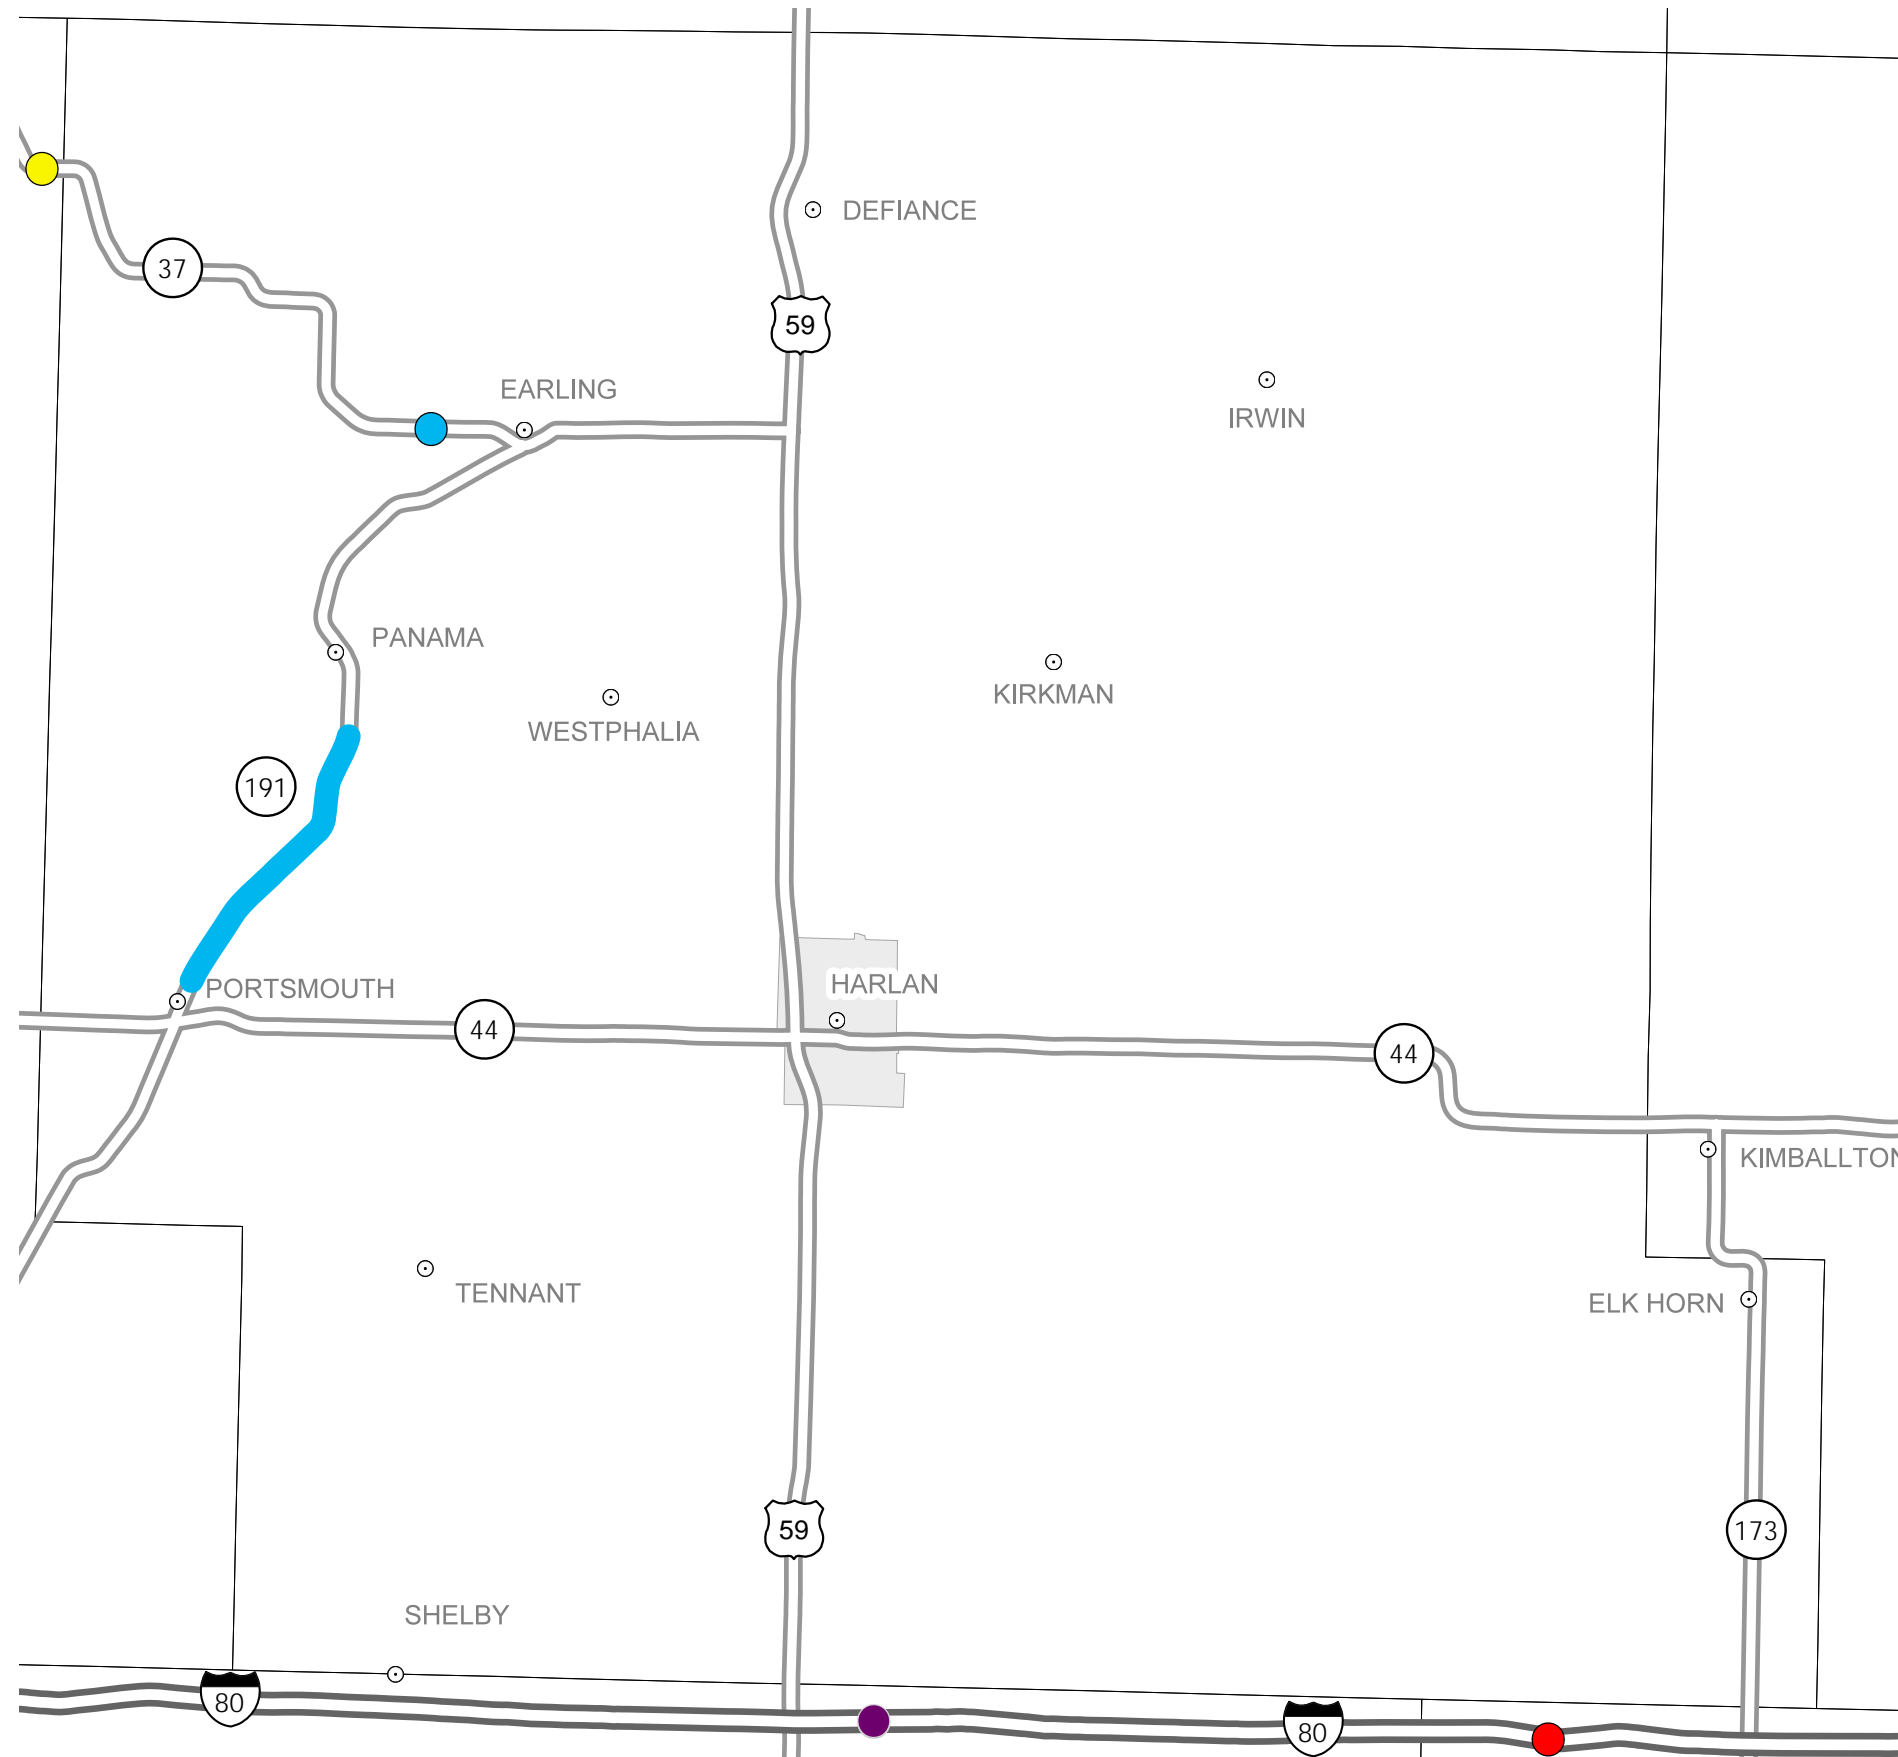 DEFIANCE
37
59
EARLING
IRWIN
PANAMA
KIRKMAN
WESTPHALIA
191
HARLAN
PORTSMOUTH
44
44
KIMBALLTON
TENNANT
ELK HORN
59
173
SHELBY
80
80